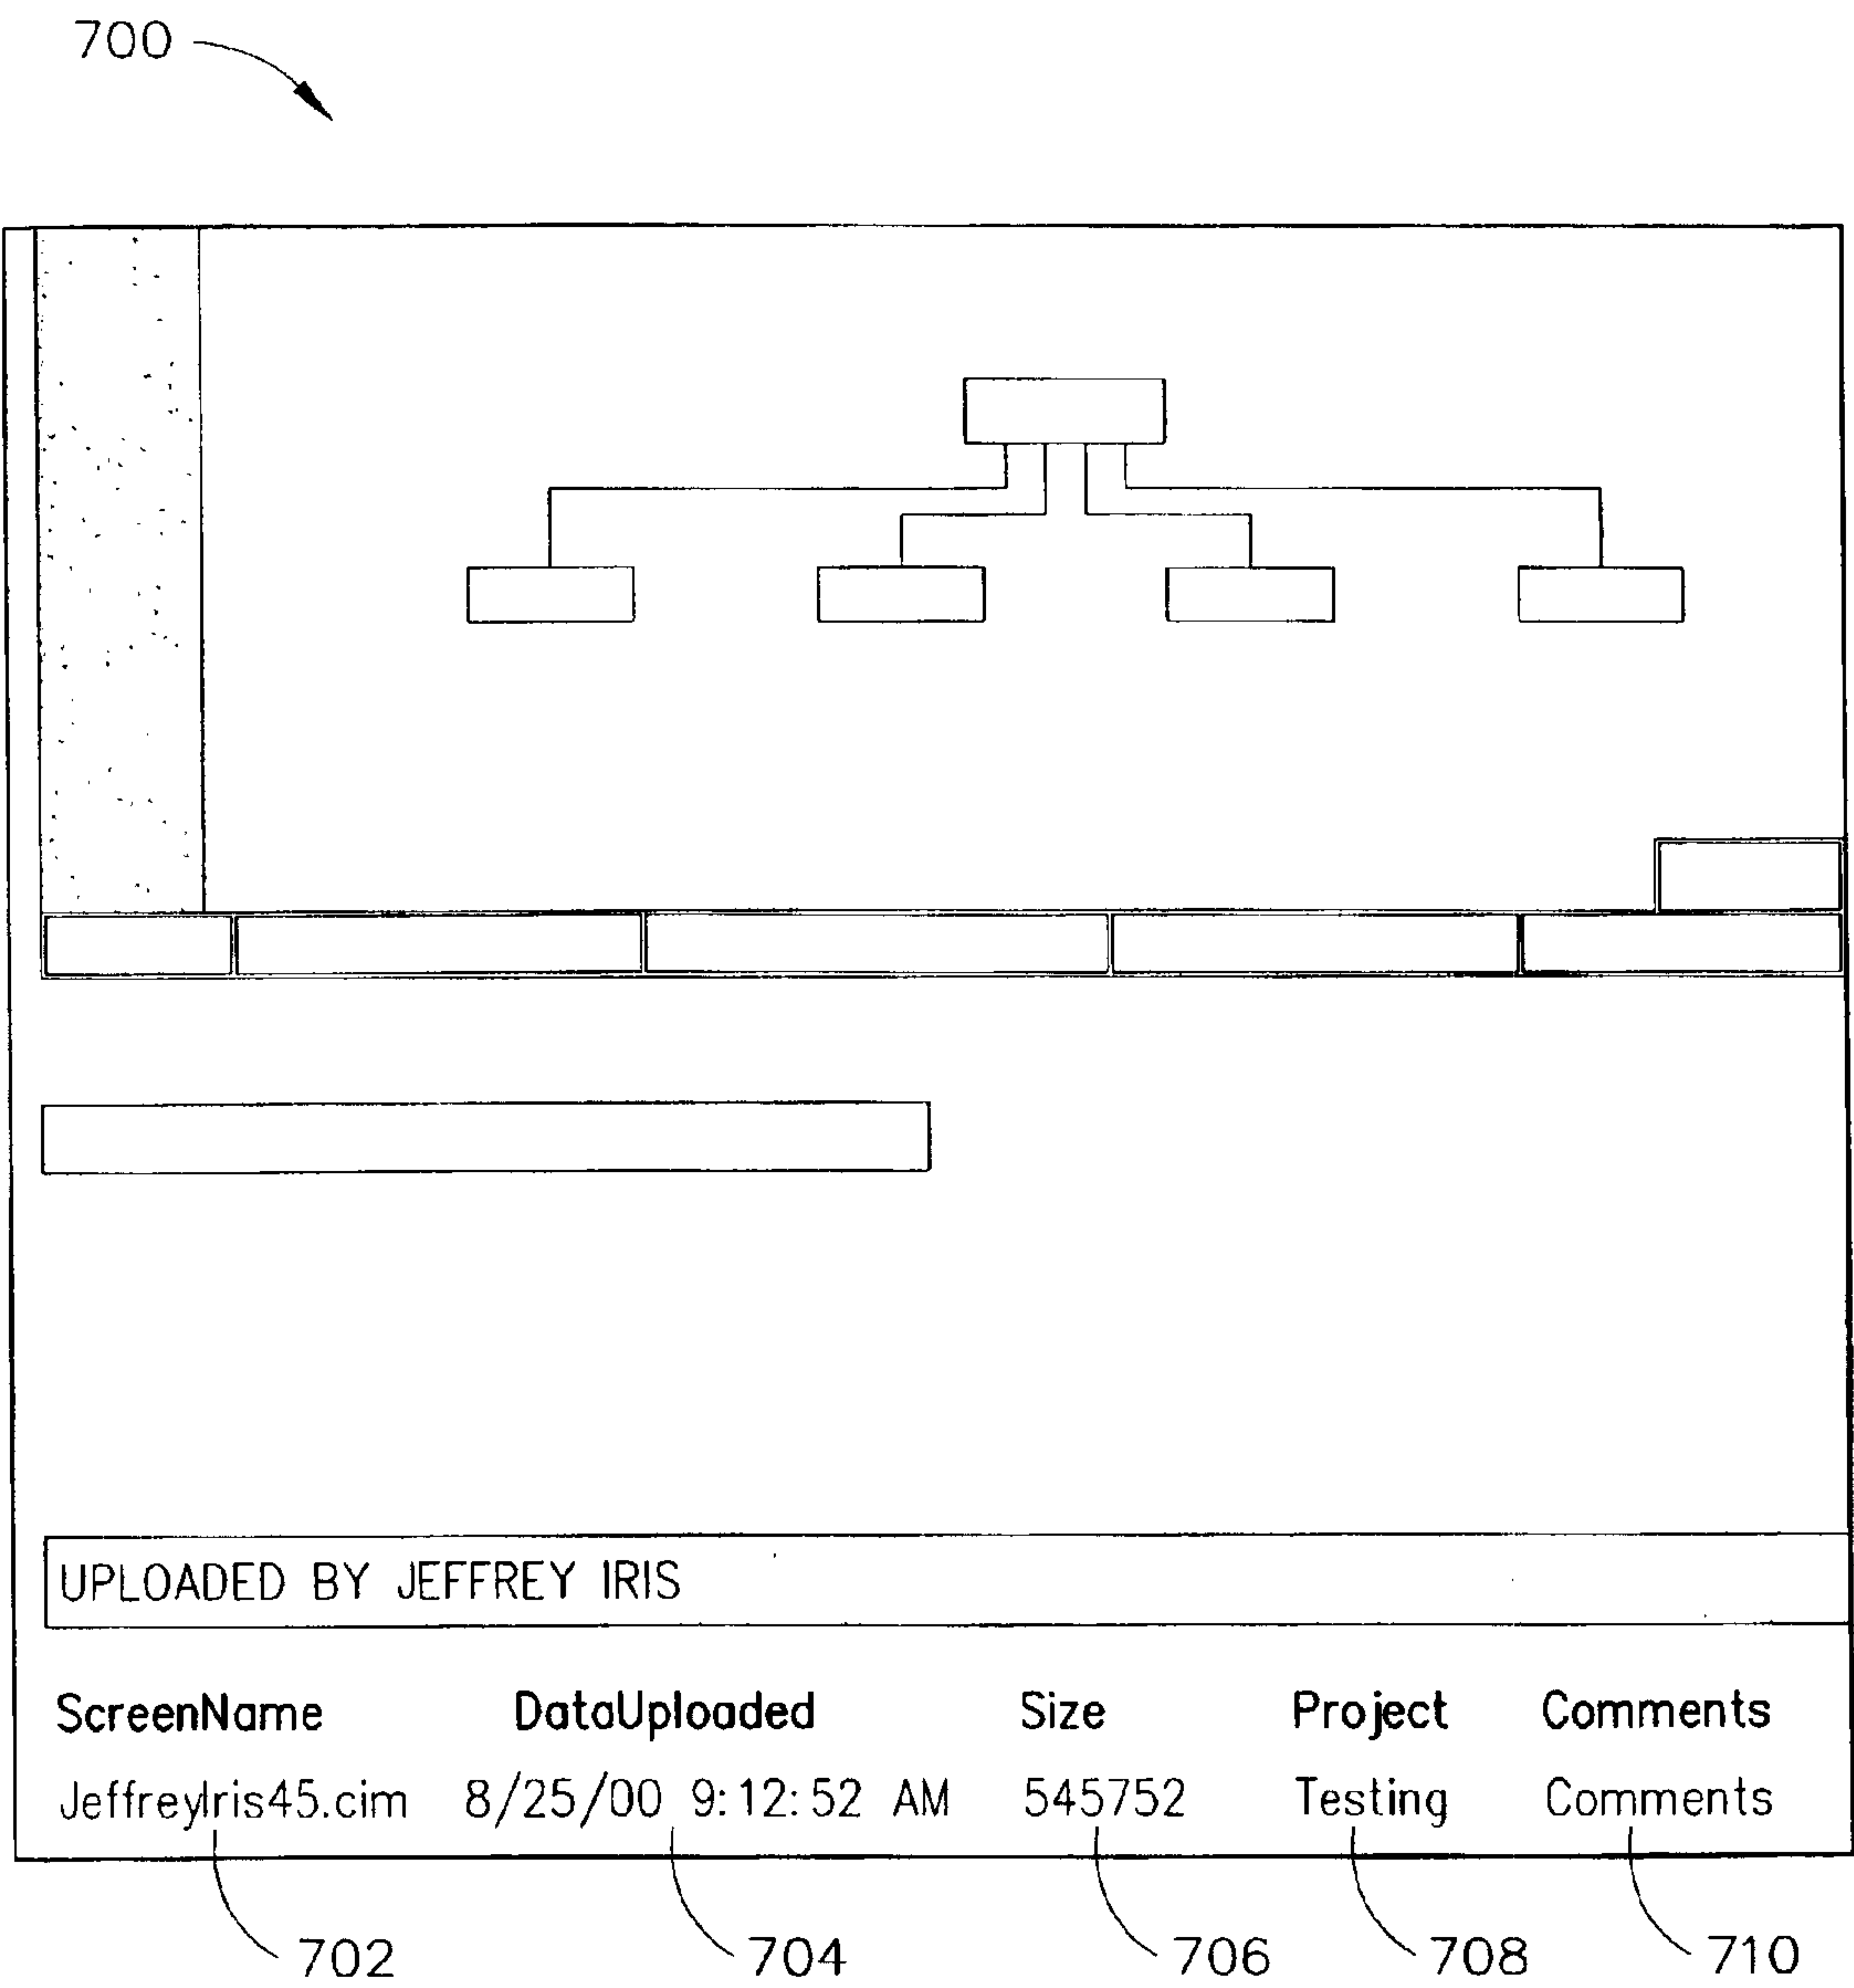 700
UPLOADED BY JEFFREY IRIS
ScreenName DataUploaded Size Project Comments
JeffreyIris45.cim 8/25/00 9:12:52 AM 545752 Testing Comments
702 704 706 708 710